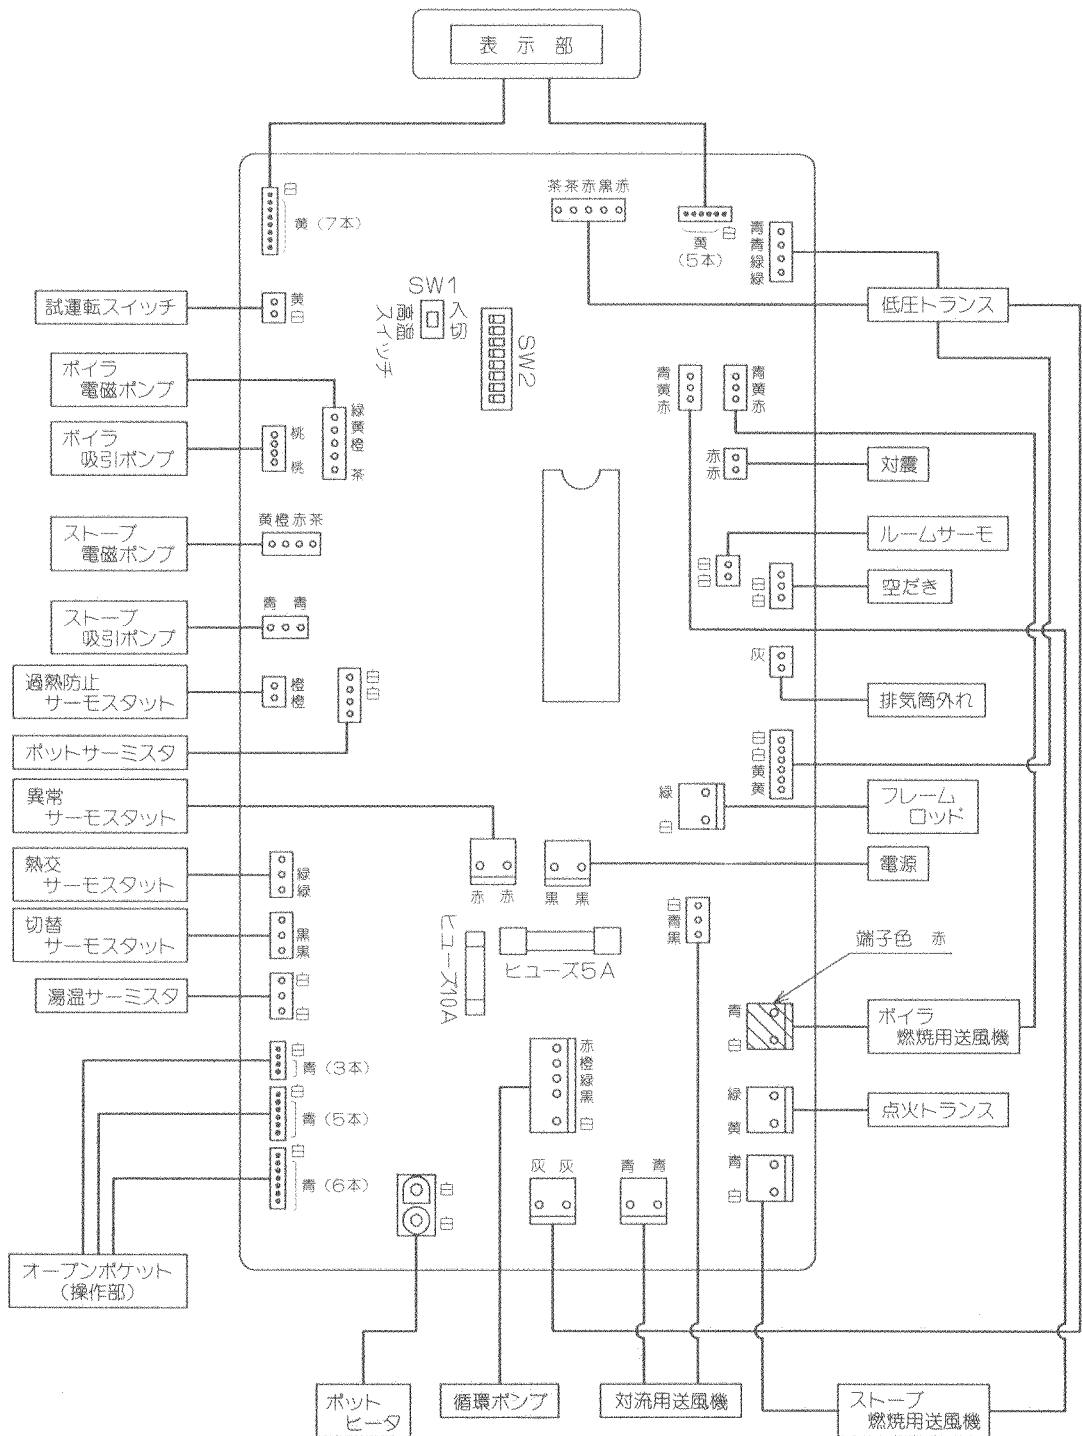 表示部
白
黄(7本)
茶茶赤黒赤
白
黄
(5本)
青
青
緑
緑
試運転スイッチ
黄
白
SW1
入切
高温
スイッチ
SW2
低圧トランス
ボイラ
電磁ポンプ
緑
黄
橙
茶
青
黄
赤
青
黄
赤
ボイラ
吸引ポンプ
桃
桃
赤
赤
対震
ストーブ
電磁ポンプ
黄橙赤茶
ルームサーモ
白
白
白
白
空だき
ストーブ
吸引ポンプ
青 青
過熱防止
サーモスタット
橙
橙
白
白
灰
排気筒外れ
ポットサーミスタ
白
白
黄
黄
異常
サーモスタット
緑
白
フレーム
ロッド
熱交
サーモスタット
緑
緑
赤 赤
黒 黒
電源
切替
サーモスタット
黒
黒
ヒューズ10A
ヒューズ5A
白
青
黒
端子色 赤
湯温サーミスタ
白
白
青
白
ボイラ
燃焼用送風機
白
青(3本)
白
青(5本)
白
青(6本)
赤
橙
緑
黒
白
緑
黄
点火トランス
青
白
灰 灰
青 青
白
白
オープンポケット
(操作部)
ポット
ヒータ
循環ポンプ
対流用送風機
ストーブ
燃焼用送風機